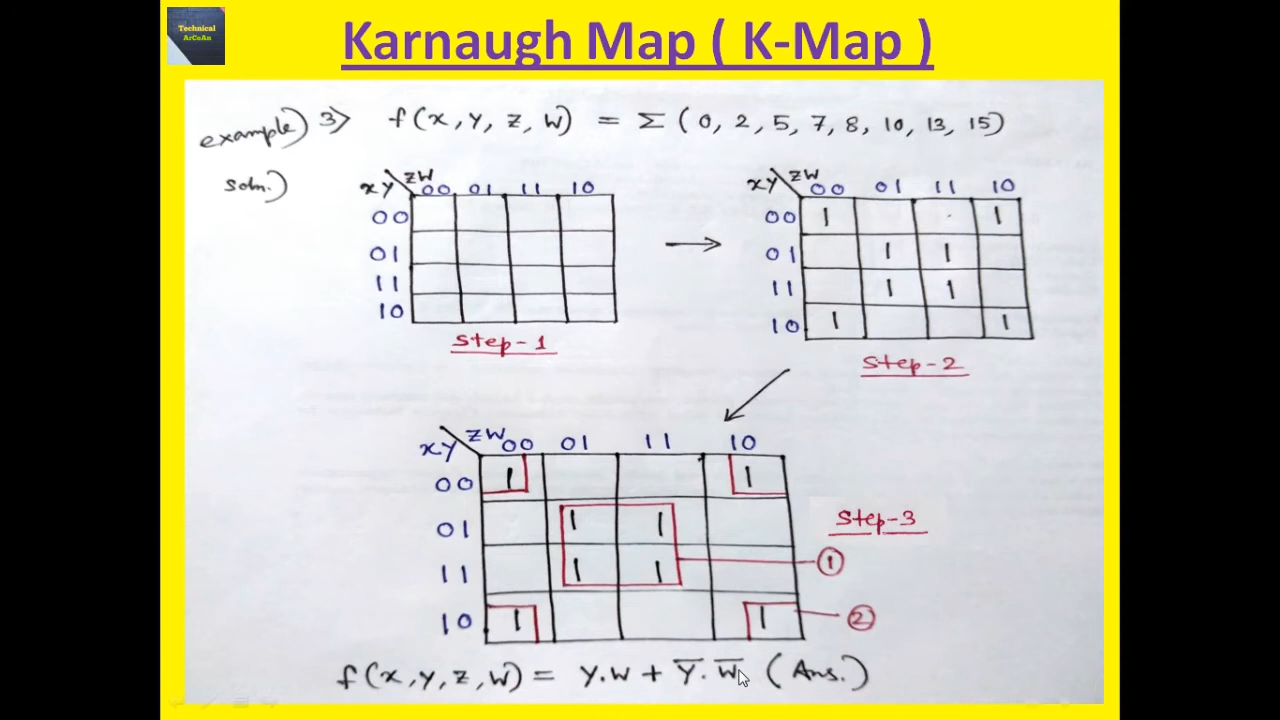 Technical
ArCeAn
Karnaugh Map ( K-Map )
example) 3> f(x, y, z, w) = Σ (0, 2, 5, 7, 8, 10, 13, 15)
soln.)
xy zw 00 01 11 10
00
01
11
10
Step-1
xy zw 00 01 11 10
00 1 1
01 1 1
11 1 1
10 1 1
Step-2
xy zw 00 01 11 10
00 1 1
01 1 1
11 1 1
10 1 1
Step-3
①
②
f(x, y, z, w) = y.w + y̅.w̅ (Ans.)